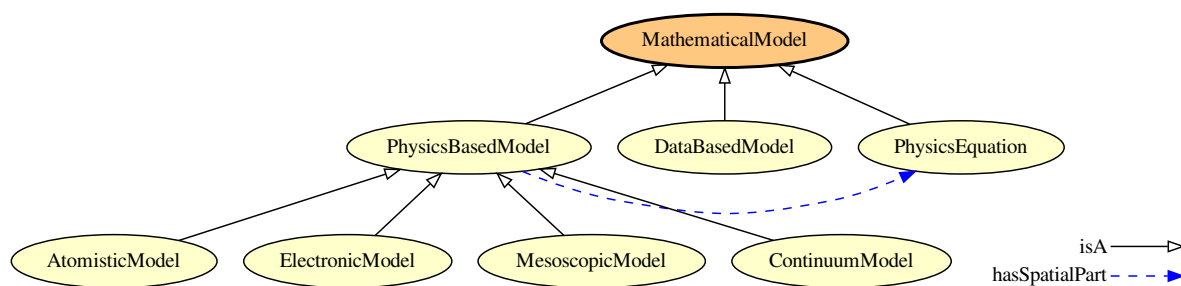 MathematicalModel
PhysicsBasedModel
DataBasedModel
PhysicsEquation
AtomisticModel
ElectronicModel
MesoscopicModel
ContinuumModel
isA
hasSpatialPart